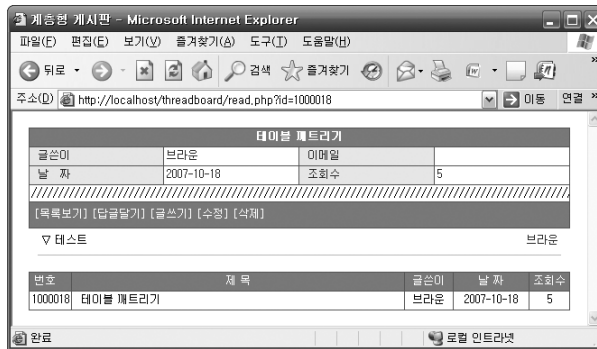 계층형 게시판 - Microsoft Internet Explorer
파일(F) 편집(E) 보기(V) 즐겨찾기(A) 도구(T) 도움말(H)
뒤로 검색 즐겨찾기
주소(D) http://localhost/threadboard/read.php?id=1000018 이동 연결 »
테이블 깨트리기
글쓴이 브라운 이메일
날 짜 2007-10-18 조회수 5
////////////////////////////////////////////////////////////////////////////////
[목록보기] [답글달기] [글쓰기] [수정] [삭제]
▽ 테스트 브라운
번호 제 목 글쓴이 날 짜 조회수
1000018 테이블 깨트리기 브라운 2007-10-18 5
완료 로컬 인트라넷